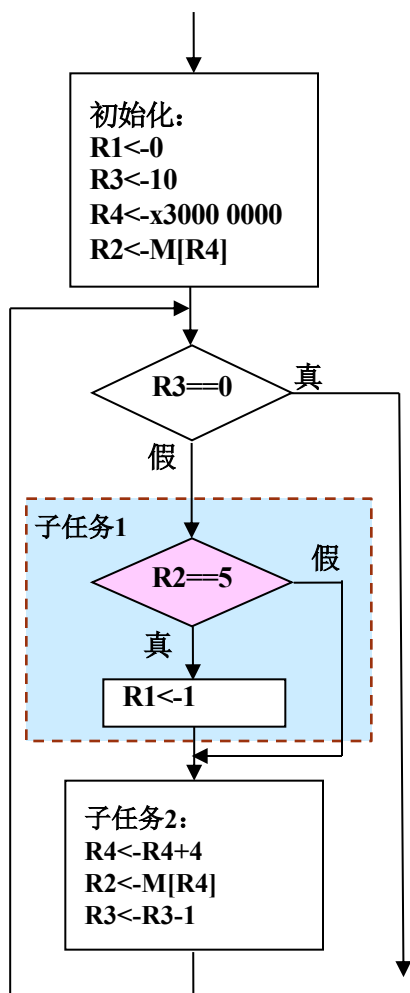 初始化：
R1<-0
R3<-10
R4<-x3000 0000
R2<-M[R4]
R3==0
真
假
子任务1
R2==5
假
真
R1<-1
子任务2：
R4<-R4+4
R2<-M[R4]
R3<-R3-1